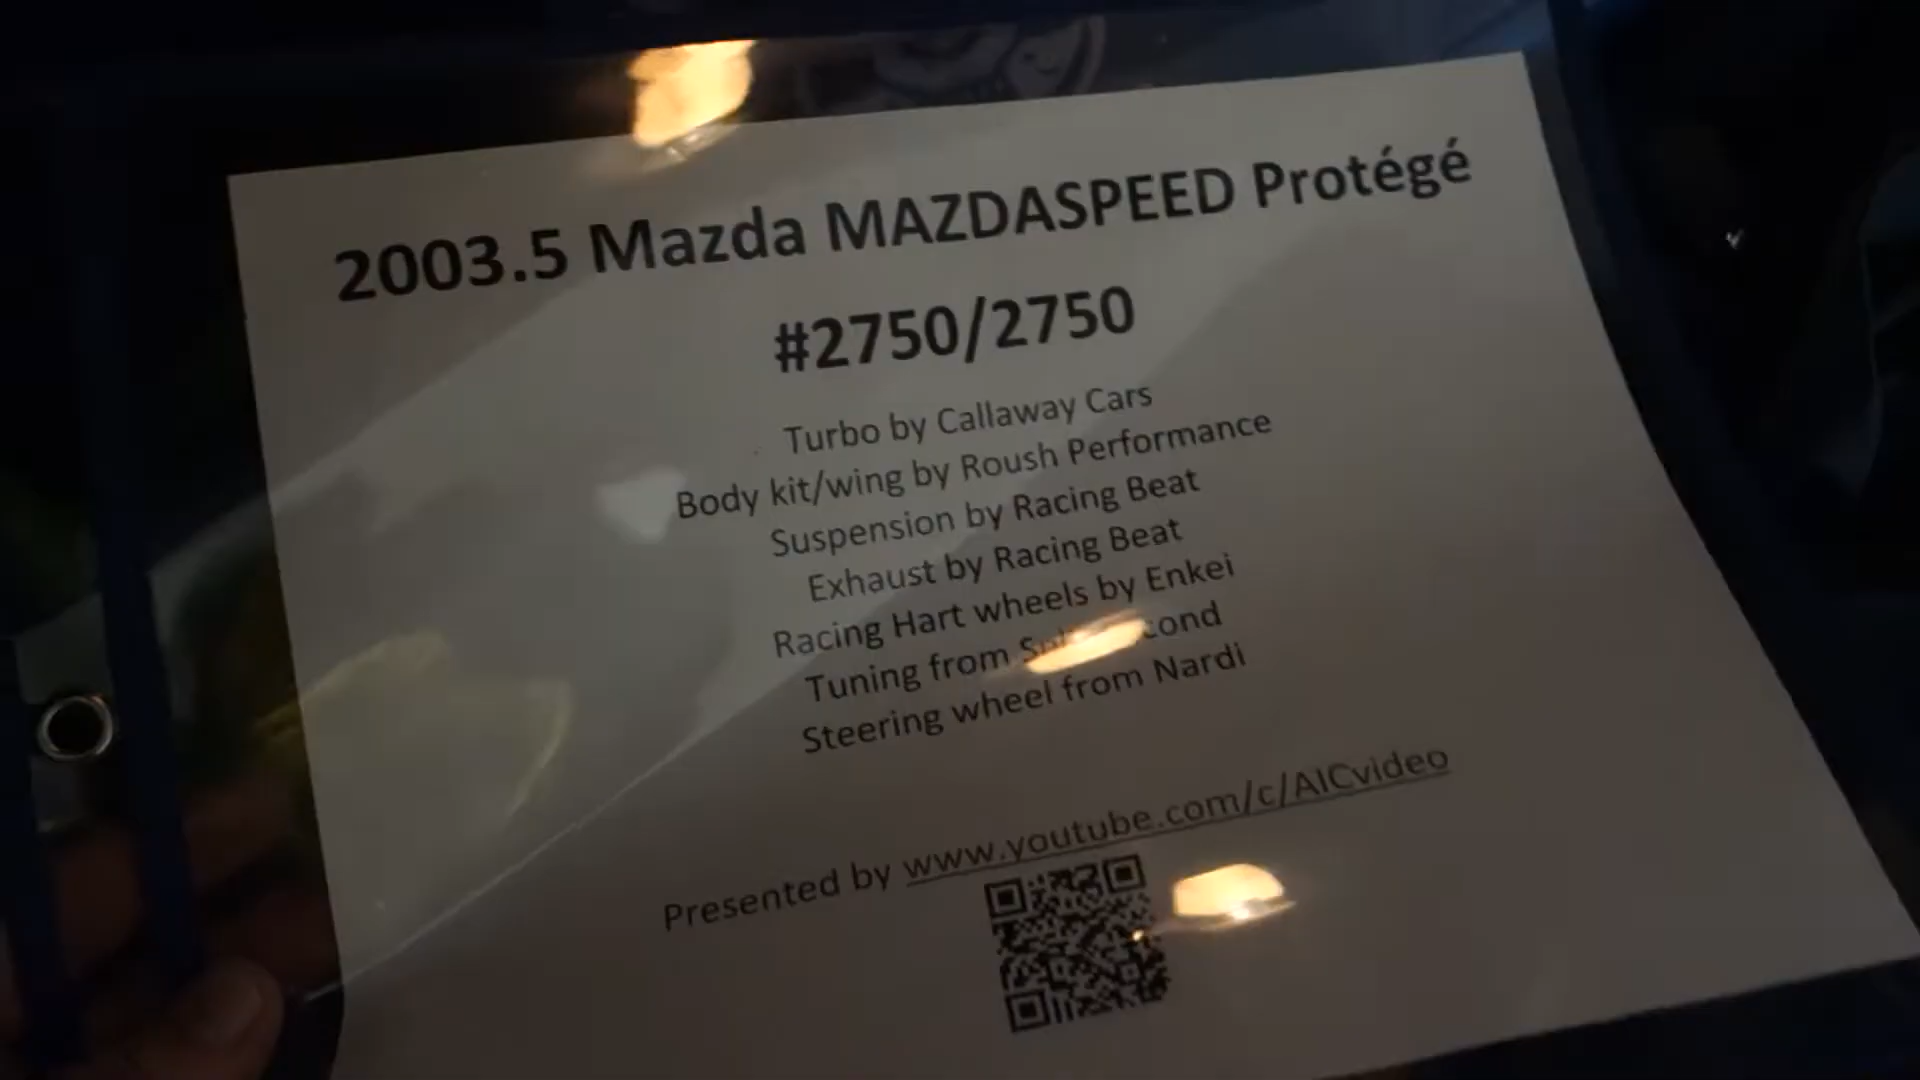 2003.5 Mazda MAZDASPEED Protégé
#2750/2750
Turbo by Callaway Cars
Body kit/wing by Roush Performance
Suspension by Racing Beat
Exhaust by Racing Beat
Racing Hart wheels by Enkei
Tuning from
Steering wheel from Nardi
Presented by www.youtube.com/c/AICvideo